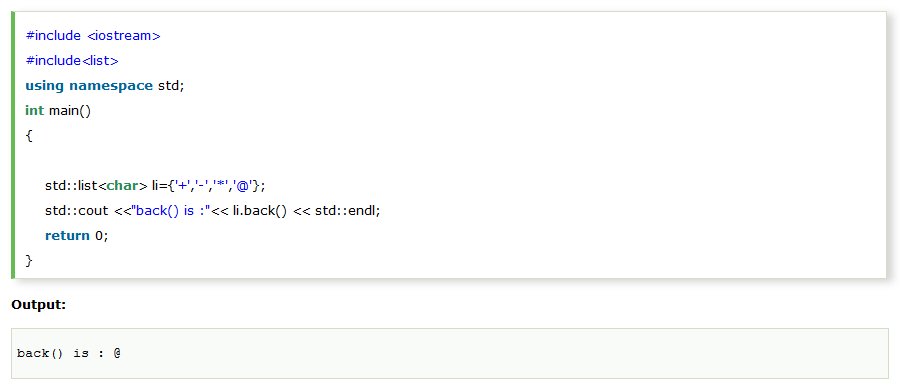 #include <iostream>
#include<list>
using namespace std;
int main()
{
std::list<char> li={'+','-','*','@'};
std::cout <<"back() is :"<< li.back() << std::endl;
return 0;
}
Output:
back() is : @